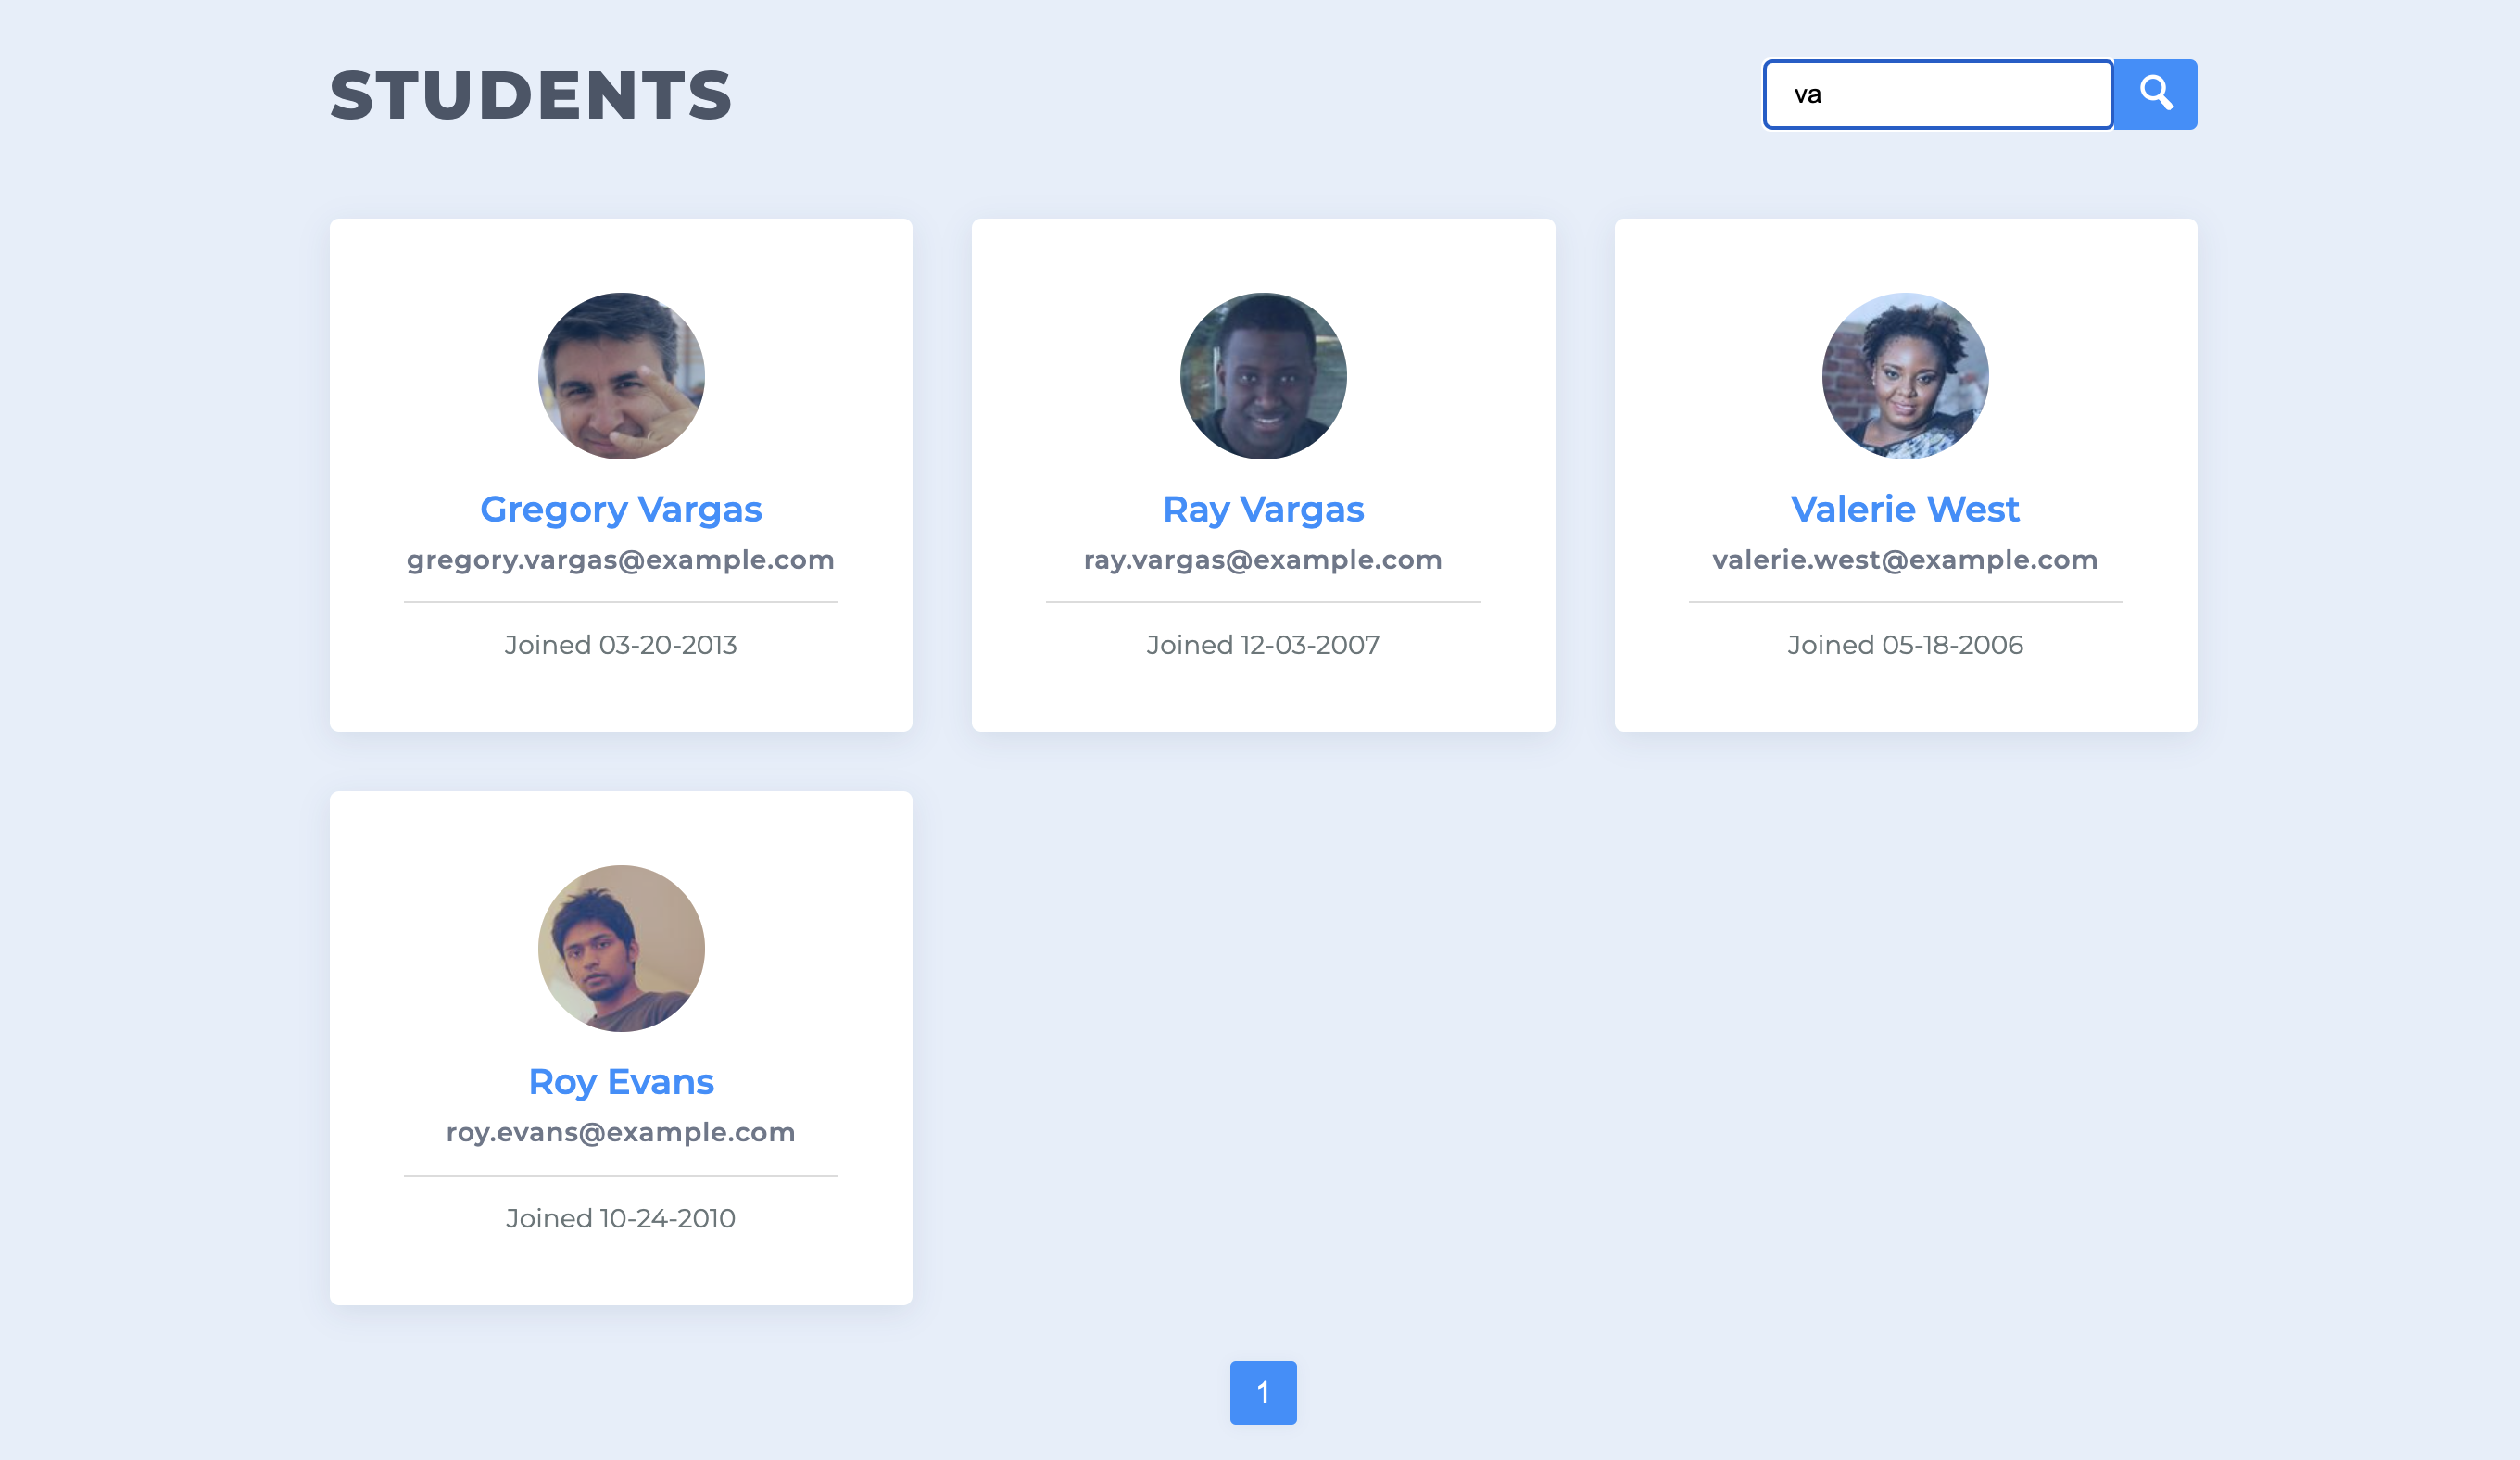 STUDENTS
va
Gregory Vargas
gregory.vargas@example.com
Joined 03-20-2013
Ray Vargas
ray.vargas@example.com
Joined 12-03-2007
Valerie West
valerie.west@example.com
Joined 05-18-2006
Roy Evans
roy.evans@example.com
Joined 10-24-2010
1